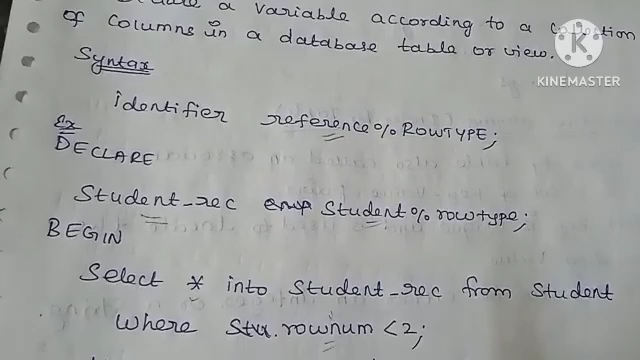 a variable according to a
of columns in a database table or view.
Syntax
identifier reference%ROWTYPE;
Ex
DECLARE
Student_rec Student%rowtype;
BEGIN
Select * into Student_rec from Student
where stu.rownum <2;
KINEMASTER